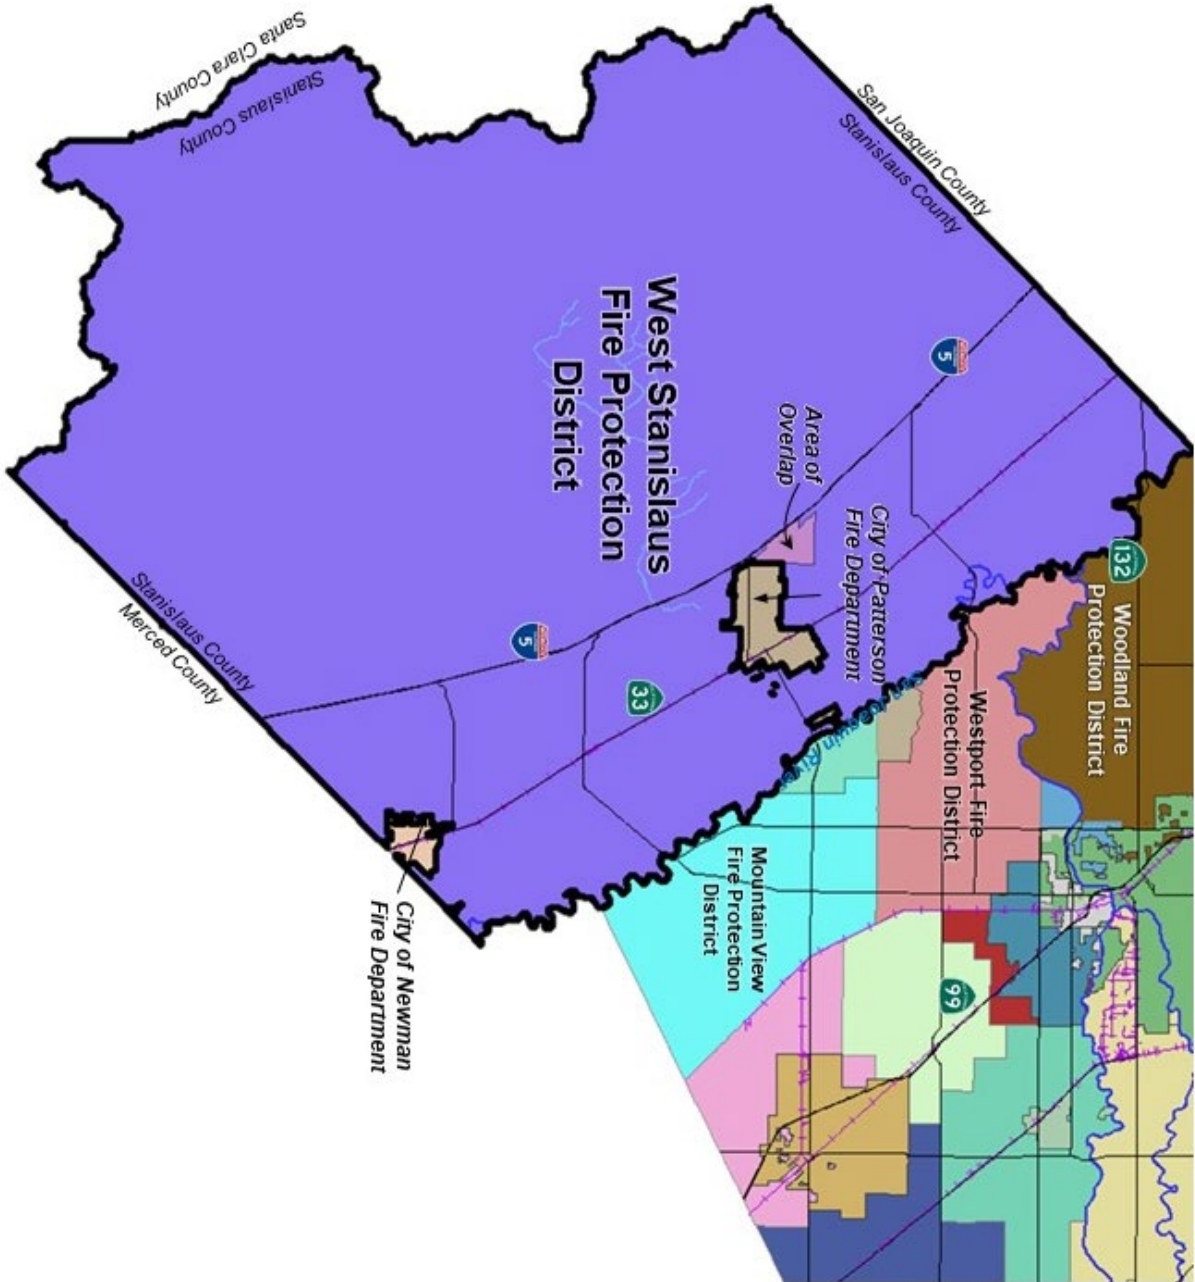 Santa Clara County
Stanislaus County
San Joaquin County
Stanislaus County
West Stanislaus
Fire Protection
District
5
Area of
Overlap
City of Patterson
Fire Department
132
Woodland Fire
Protection District
Westport Fire
Protection District
San Joaquin River
Stanislaus County
Merced County
5
33
Mountain View
Fire Protection
District
99
City of Newman
Fire Department